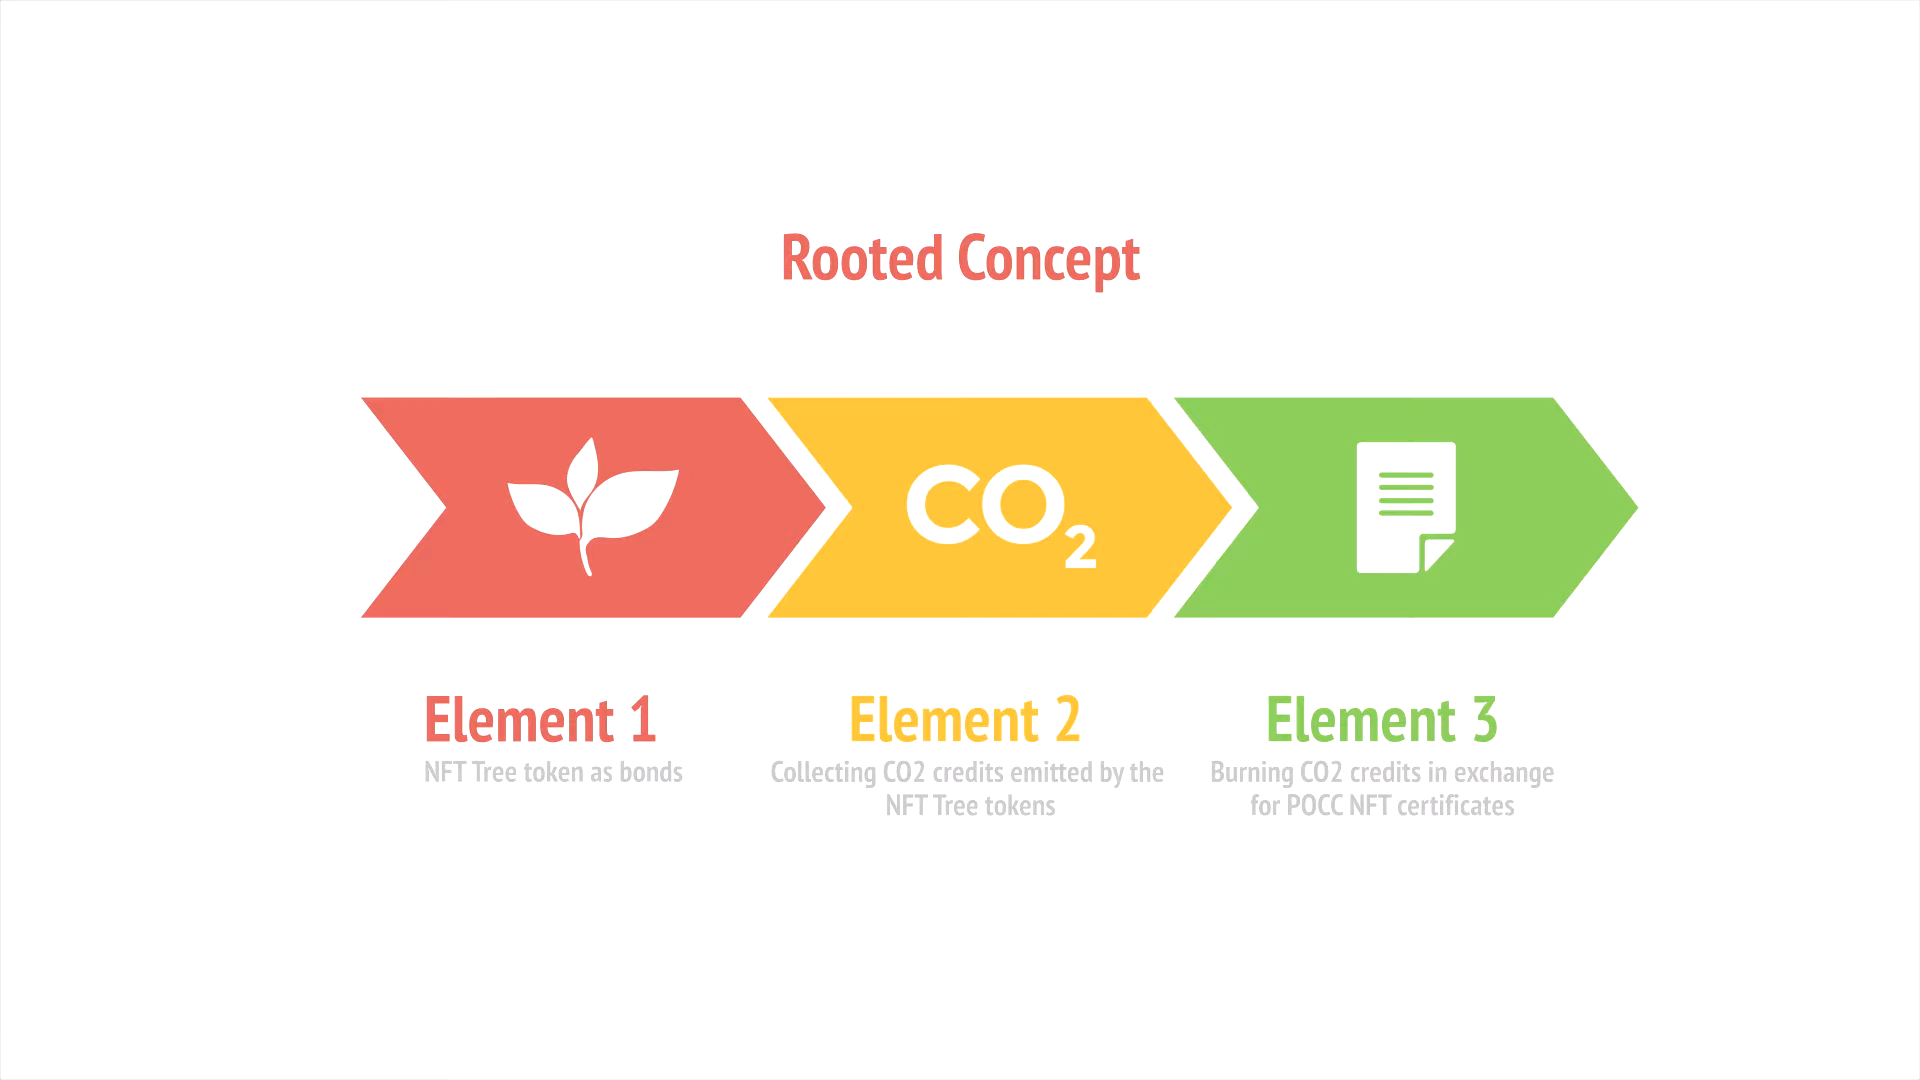 Rooted Concept
CO2
Element 1
NFT Tree token as bonds
Element 2
Collecting CO2 credits emitted by the
NFT Tree tokens
Element 3
Burning CO2 credits in exchange
for POCC NFT certificates